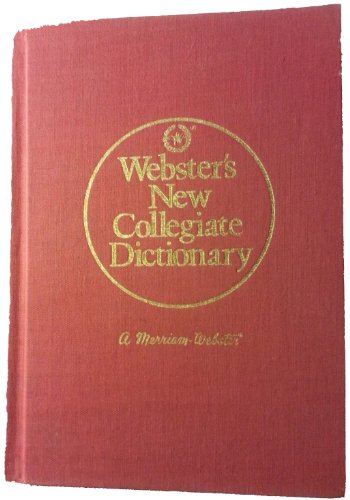 Webster's
New
Collegiate
Dictionary
A Merriam-Webster